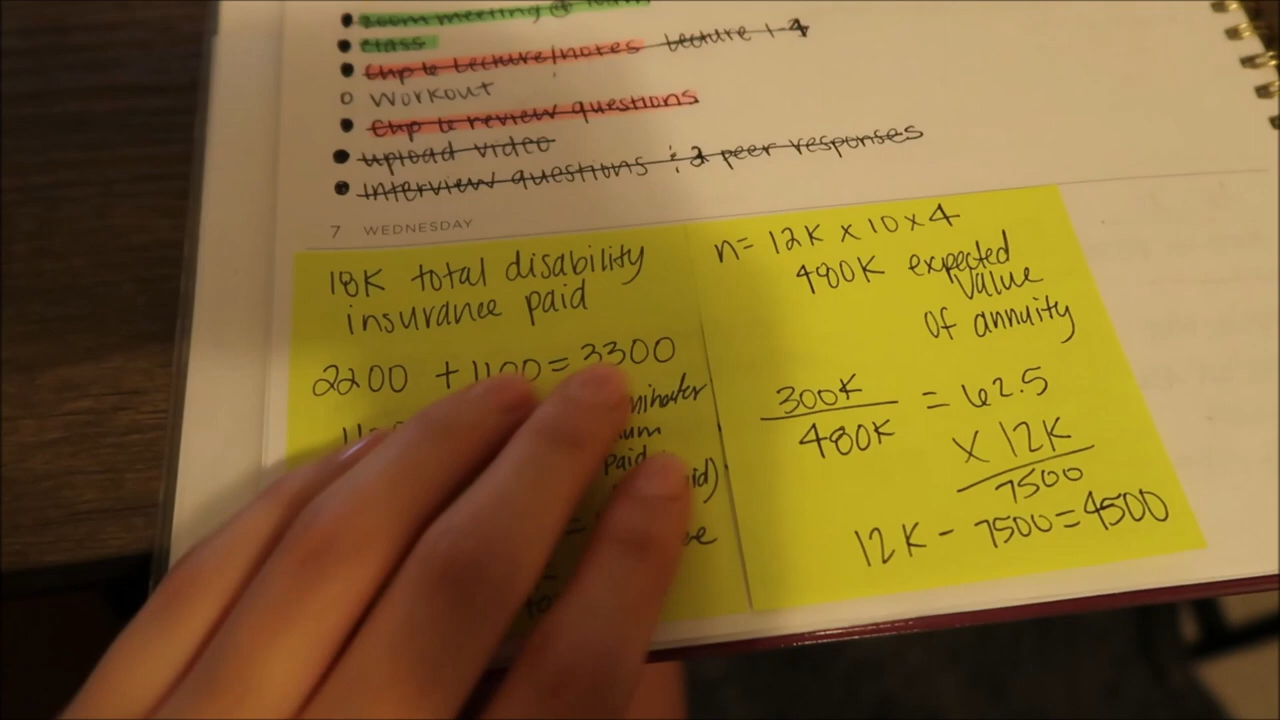 zoom meeting @ 10am
class
Chp 6 Lecture/notes Lecture 1-4
Workout
Chp 6 review questions
upload video
Interview questions & 2 peer responses
7 WEDNESDAY
18K total disability
insurance paid
2200 + 1100 = 3300
paid
n = 12K x 10 x 4
480K expected
value
of annuity
300K
480K
= 62.5
X 12K
7500
12K - 7500 = 4500